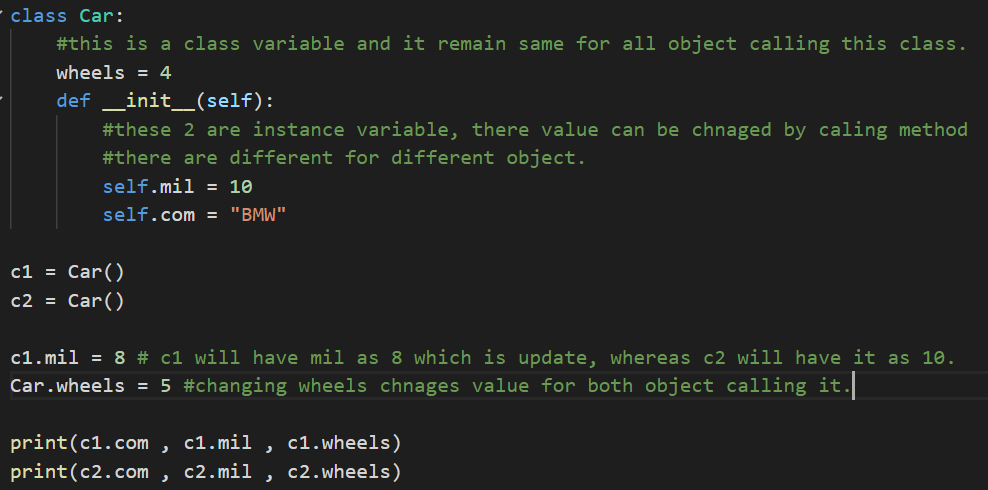 class Car:
    #this is a class variable and it remain same for all object calling this class.
    wheels = 4
    def __init__(self):
        #these 2 are instance variable, there value can be chnaged by caling method
        #there are different for different object.
        self.mil = 10
        self.com = "BMW"
c1 = Car()
c2 = Car()
c1.mil = 8 # c1 will have mil as 8 which is update, whereas c2 will have it as 10.
Car.wheels = 5 #changing wheels chnages value for both object calling it.
print(c1.com , c1.mil , c1.wheels)
print(c2.com , c2.mil , c2.wheels)